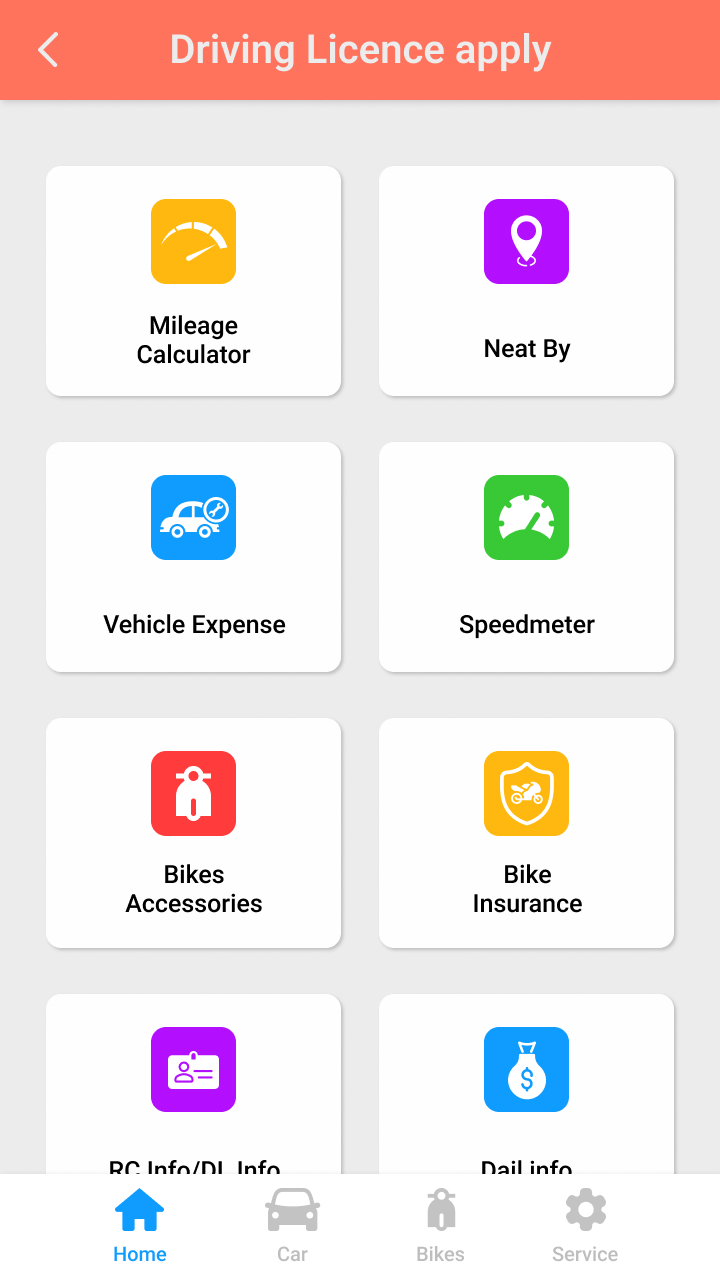 Driving Licence apply
Mileage
Calculator
Neat By
Vehicle Expense
Speedmeter
Bikes
Accessories
Bike
Insurance
RC Info/DL Info
Dail info
Home
Car
Bikes
Service